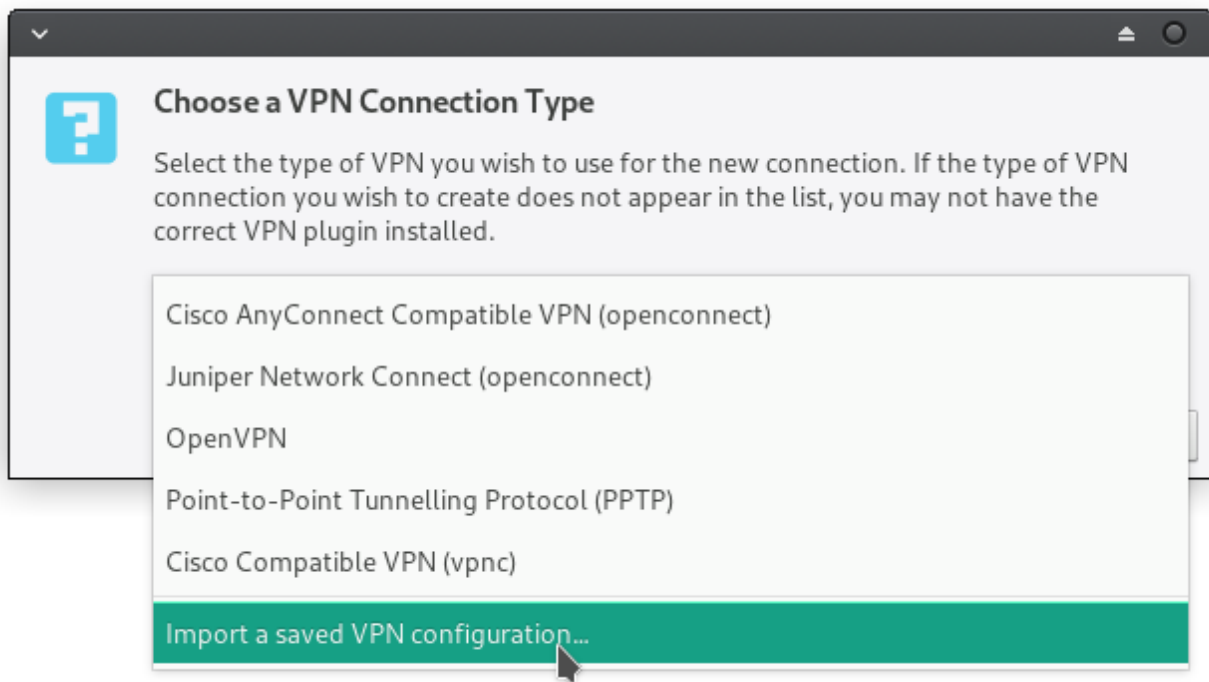 Choose a VPN Connection Type
Select the type of VPN you wish to use for the new connection. If the type of VPN
connection you wish to create does not appear in the list, you may not have the
correct VPN plugin installed.
Cisco AnyConnect Compatible VPN (openconnect)
Juniper Network Connect (openconnect)
OpenVPN
Point-to-Point Tunnelling Protocol (PPTP)
Cisco Compatible VPN (vpnc)
Import a saved VPN configuration...